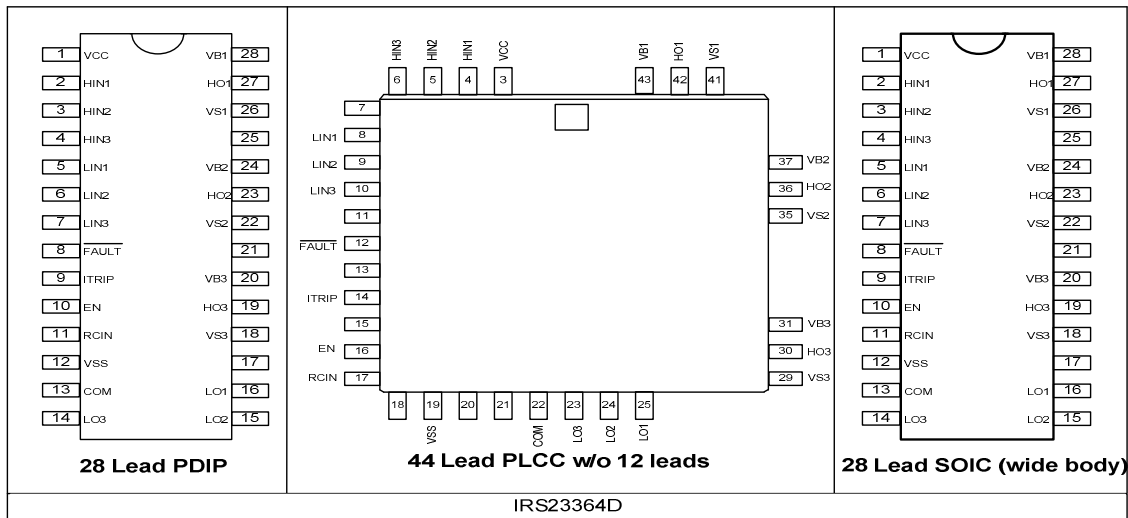 1 VCC VB1 28
2 HIN1 HO1 27
3 HIN2 VS1 26
4 HIN3 25
5 LIN1 VB2 24
6 LIN2 HO2 23
7 LIN3 VS2 22
8 FAULT 21
9 ITRIP VB3 20
10 EN HO3 19
11 RCIN VS3 18
12 VSS 17
13 COM LO1 16
14 LO3 LO2 15
28 Lead PDIP
HIN3 HIN2 HIN1 VCC VB1 HO1 VS1
6 5 4 3 43 42 41
7
LIN1 8
LIN2 9 37 VB2
LIN3 10 36 HO2
11 35 VS2
FAULT 12
13
ITRIP 14
15 31 VB3
EN 16 30 HO3
RCIN 17 29 VS3
18 19 20 21 22 23 24 25
VSS COM LO3 LO2 LO1
44 Lead PLCC w/o 12 leads
1 VCC VB1 28
2 HIN1 HO1 27
3 HIN2 VS1 26
4 HIN3 25
5 LIN1 VB2 24
6 LIN2 HO2 23
7 LIN3 VS2 22
8 FAULT 21
9 ITRIP VB3 20
10 EN HO3 19
11 RCIN VS3 18
12 VSS 17
13 COM LO1 16
14 LO3 LO2 15
28 Lead SOIC (wide body)
IRS23364D